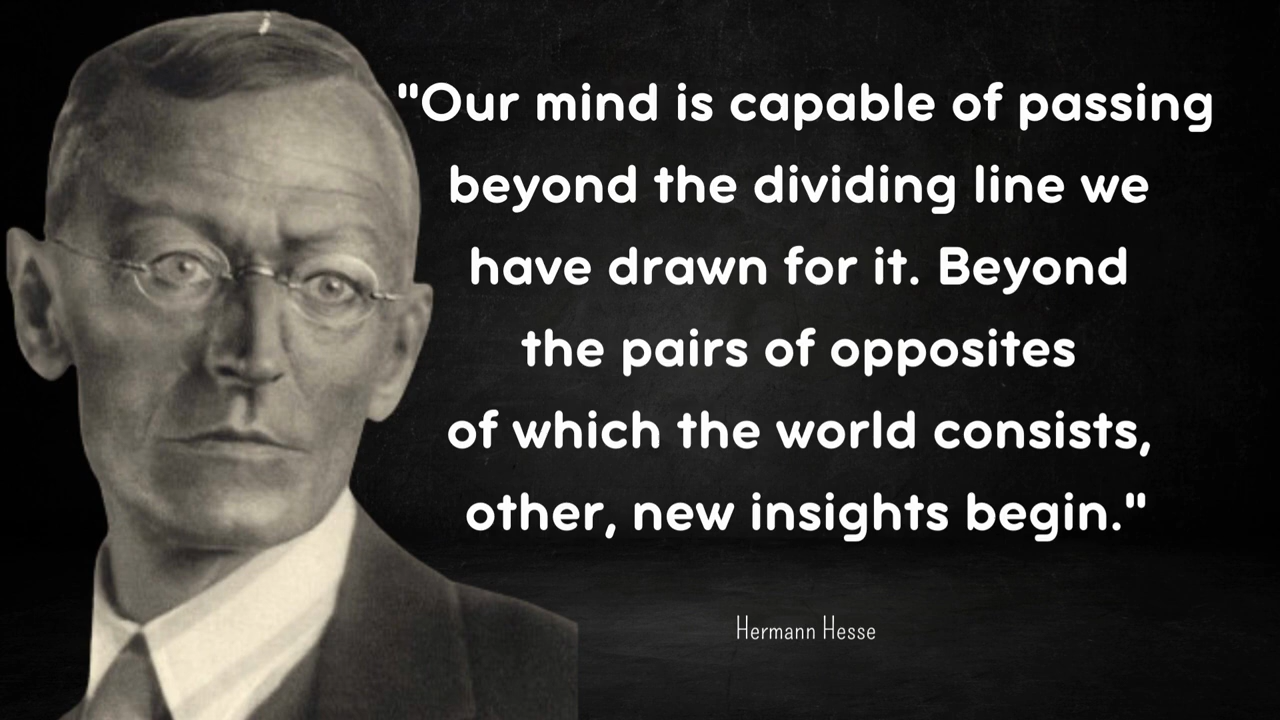 "Our mind is capable of passing
beyond the dividing line we
have drawn for it. Beyond
the pairs of opposites
of which the world consists,
other, new insights begin."
Hermann Hesse